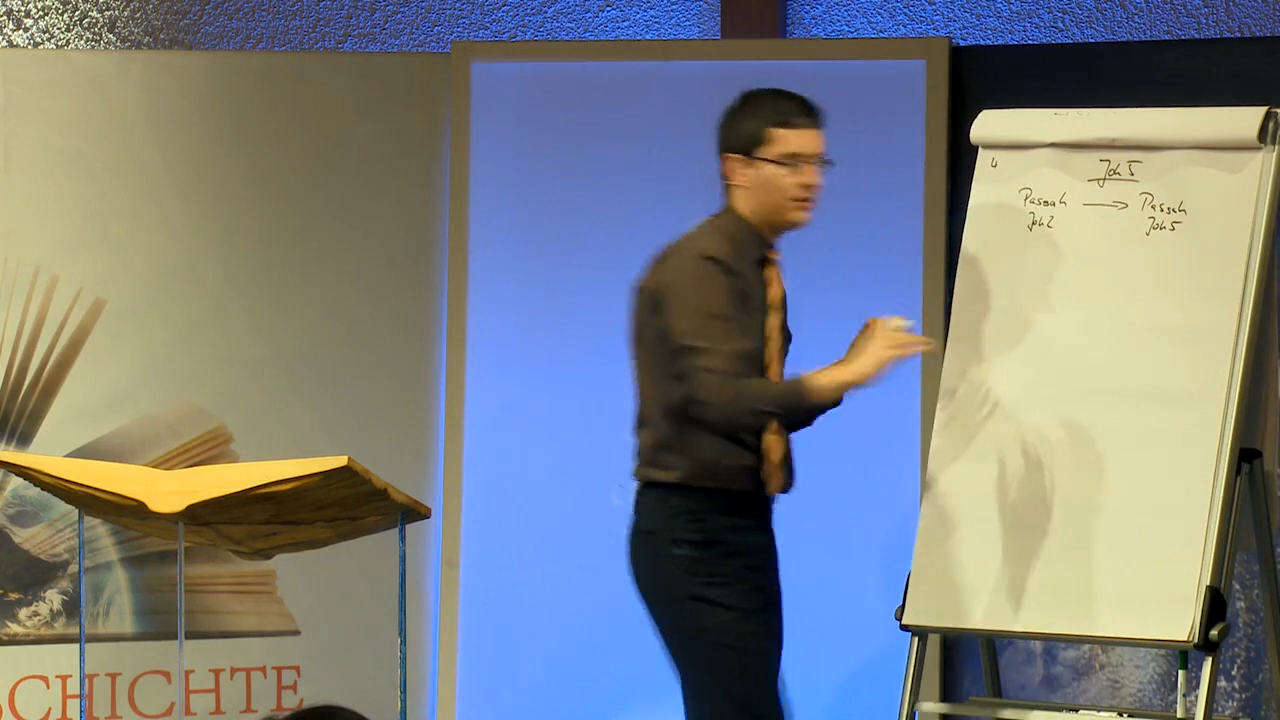 4
Joh 5
Passah → Passah
Joh 2 Joh 5
SCHICHTE